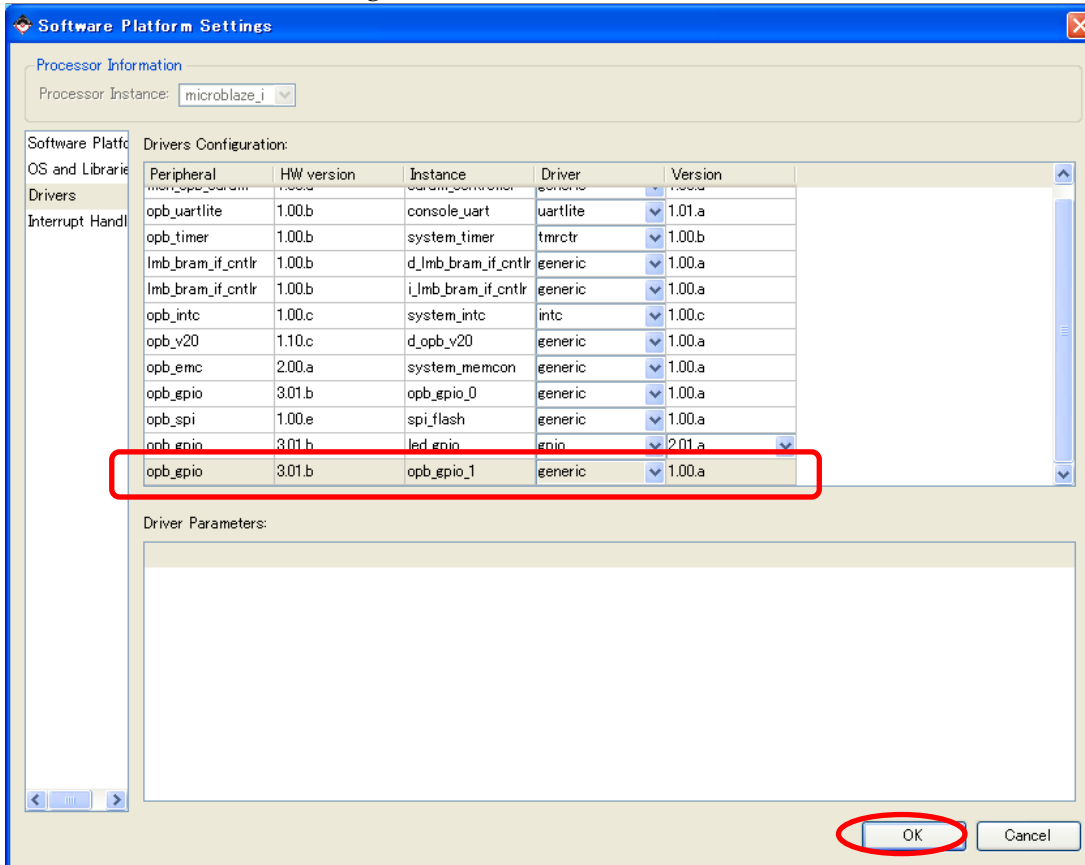 Software Platform Settings
Processor Information
Processor Instance: microblaze_i
Software Platfo
OS and Librarie
Drivers
Interrupt Handl
Drivers Configuration:
Peripheral HW version Instance Driver Version
opb_uartlite 1.00.b console_uart uartlite 1.01.a
opb_timer 1.00.b system_timer tmrctr 1.00.b
lmb_bram_if_cntlr 1.00.b d_lmb_bram_if_cntlr generic 1.00.a
lmb_bram_if_cntlr 1.00.b i_lmb_bram_if_cntlr generic 1.00.a
opb_intc 1.00.c system_intc intc 1.00.c
opb_v20 1.10.c d_opb_v20 generic 1.00.a
opb_emc 2.00.a system_memcon generic 1.00.a
opb_gpio 3.01.b opb_gpio_0 generic 1.00.a
opb_spi 1.00.e spi_flash generic 1.00.a
opb_gpio 3.01.b led_gpio gpio 2.01.a
opb_gpio 3.01.b opb_gpio_1 generic 1.00.a
Driver Parameters:
OK Cancel